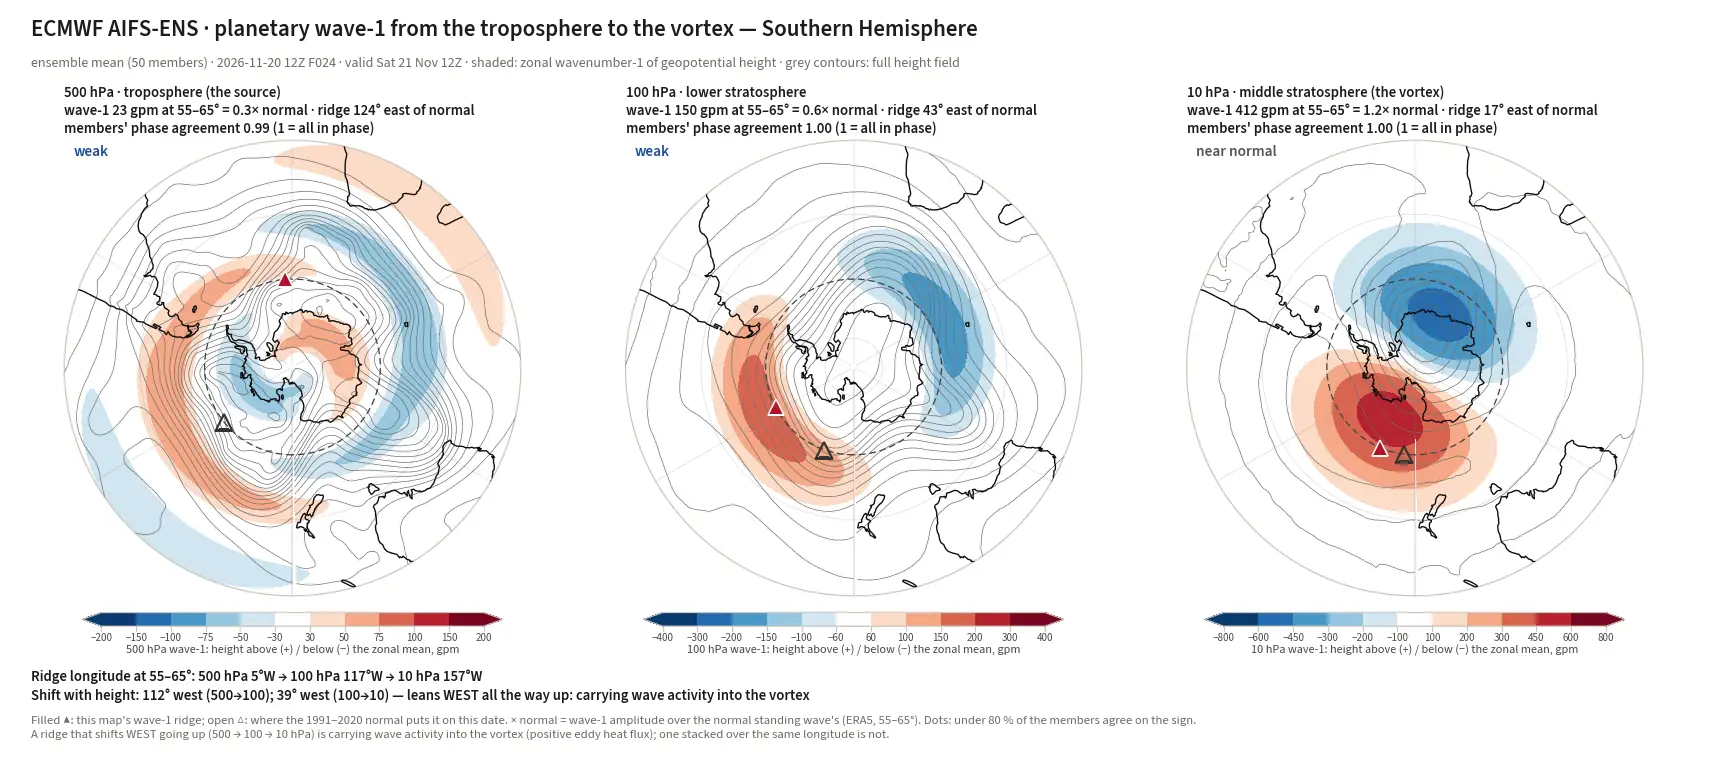 ECMWF AIFS-ENS · planetary wave-1 from the troposphere to the vortex — Southern Hemisphere
ensemble mean (50 members) · 2026-11-20 12Z F024 · valid Sat 21 Nov 12Z · shaded: zonal wavenumber-1 of geopotential height · grey contours: full height field
500 hPa · troposphere (the source)
wave-1 23 gpm at 55–65° = 0.3× normal · ridge 124° east of normal
members' phase agreement 0.99 (1 = all in phase)
weak
100 hPa · lower stratosphere
wave-1 150 gpm at 55–65° = 0.6× normal · ridge 43° east of normal
members' phase agreement 1.00 (1 = all in phase)
weak
10 hPa · middle stratosphere (the vortex)
wave-1 412 gpm at 55–65° = 1.2× normal · ridge 17° east of normal
members' phase agreement 1.00 (1 = all in phase)
near normal
−200 −150 −100 −75 −50 −30 30 50 75 100 150 200
500 hPa wave-1: height above (+) / below (−) the zonal mean, gpm
−400 −300 −200 −150 −100 −60 60 100 150 200 300 400
100 hPa wave-1: height above (+) / below (−) the zonal mean, gpm
−800 −600 −450 −300 −200 −100 100 200 300 450 600 800
10 hPa wave-1: height above (+) / below (−) the zonal mean, gpm
Ridge longitude at 55–65°: 500 hPa 5°W → 100 hPa 117°W → 10 hPa 157°W
Shift with height: 112° west (500→100); 39° west (100→10) — leans WEST all the way up: carrying wave activity into the vortex
Filled ▲: this map's wave-1 ridge; open △: where the 1991–2020 normal puts it on this date. × normal = wave-1 amplitude over the normal standing wave's (ERA5, 55–65°). Dots: under 80 % of the members agree on the sign.
A ridge that shifts WEST going up (500 → 100 → 10 hPa) is carrying wave activity into the vortex (positive eddy heat flux); one stacked over the same longitude is not.